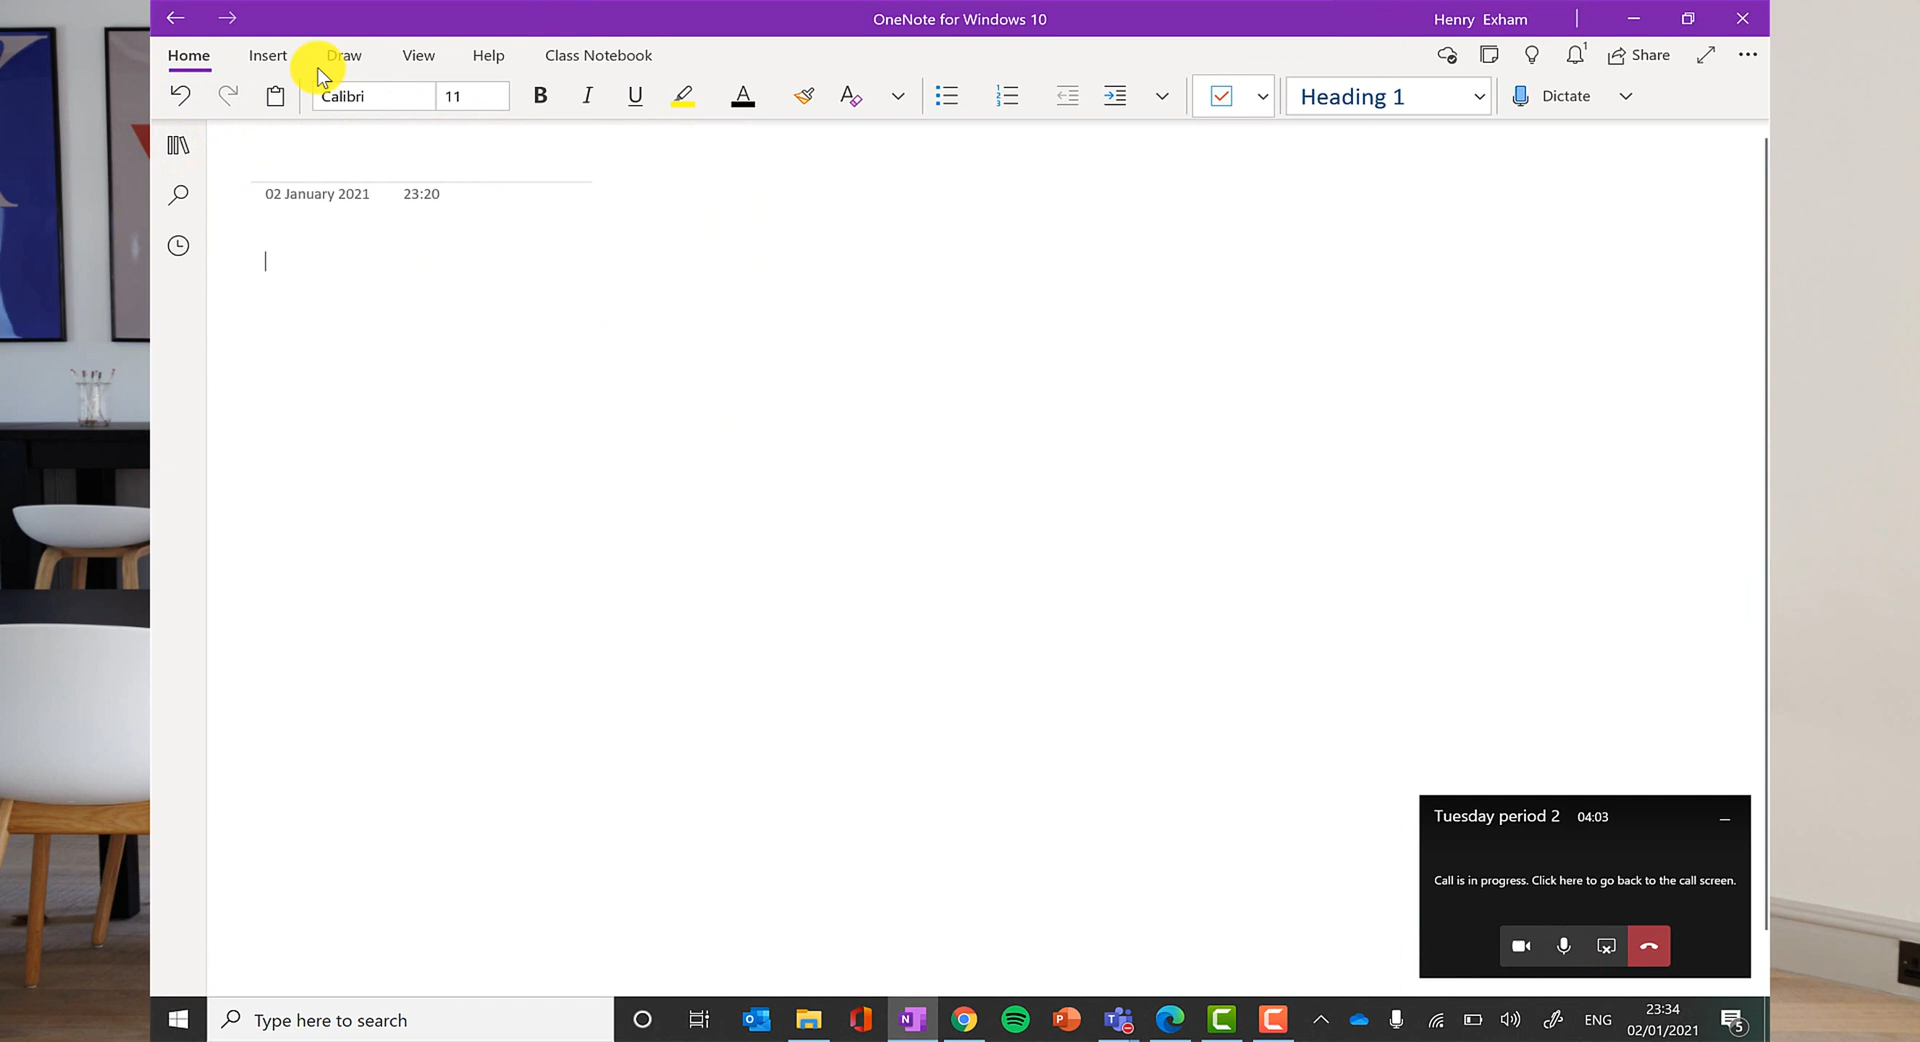 OneNote for Windows 10
Henry Exham
Home Insert Draw View Help Class Notebook
1
Share
Calibri 11 B I U A A
Heading 1
Dictate
02 January 2021 23:20
Tuesday period 2 04:03
Call is in progress. Click here to go back to the call screen.
Type here to search
ENG
23:34
02/01/2021
5